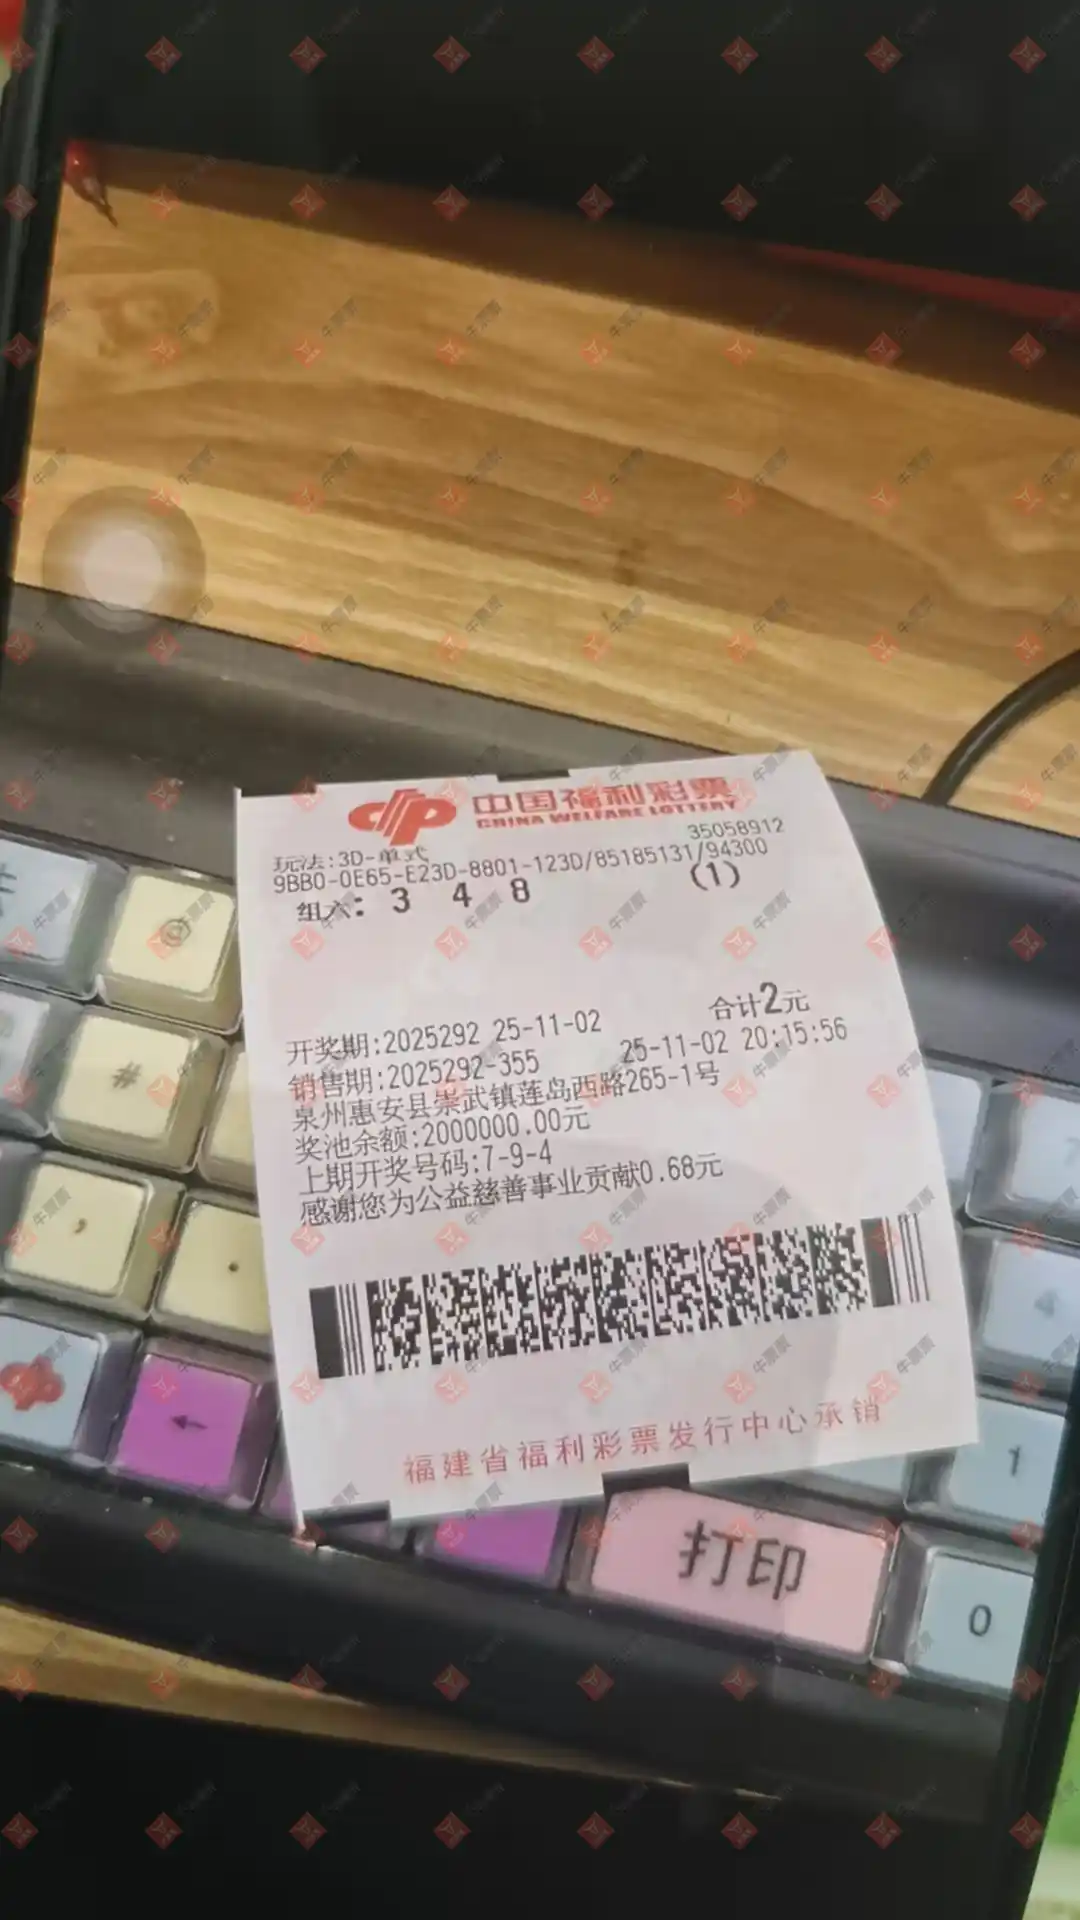 中国福利彩票
CHINA WELFARE LOTTERY
35058912
玩法:3D-单式
9BB0-0E65-E23D-8801-123D/85185131/94300
组六: 3 4 8 (1)
合计2元
开奖期:2025292 25-11-02
销售期:2025292-355 25-11-02 20:15:56
泉州惠安县崇武镇莲岛西路265-1号
奖池余额:2000000.00元
上期开奖号码:7-9-4
感谢您为公益慈善事业贡献0.68元
福建省福利彩票发行中心承销
@
#
,
.
←
7
4
1
打印
0
牛票票